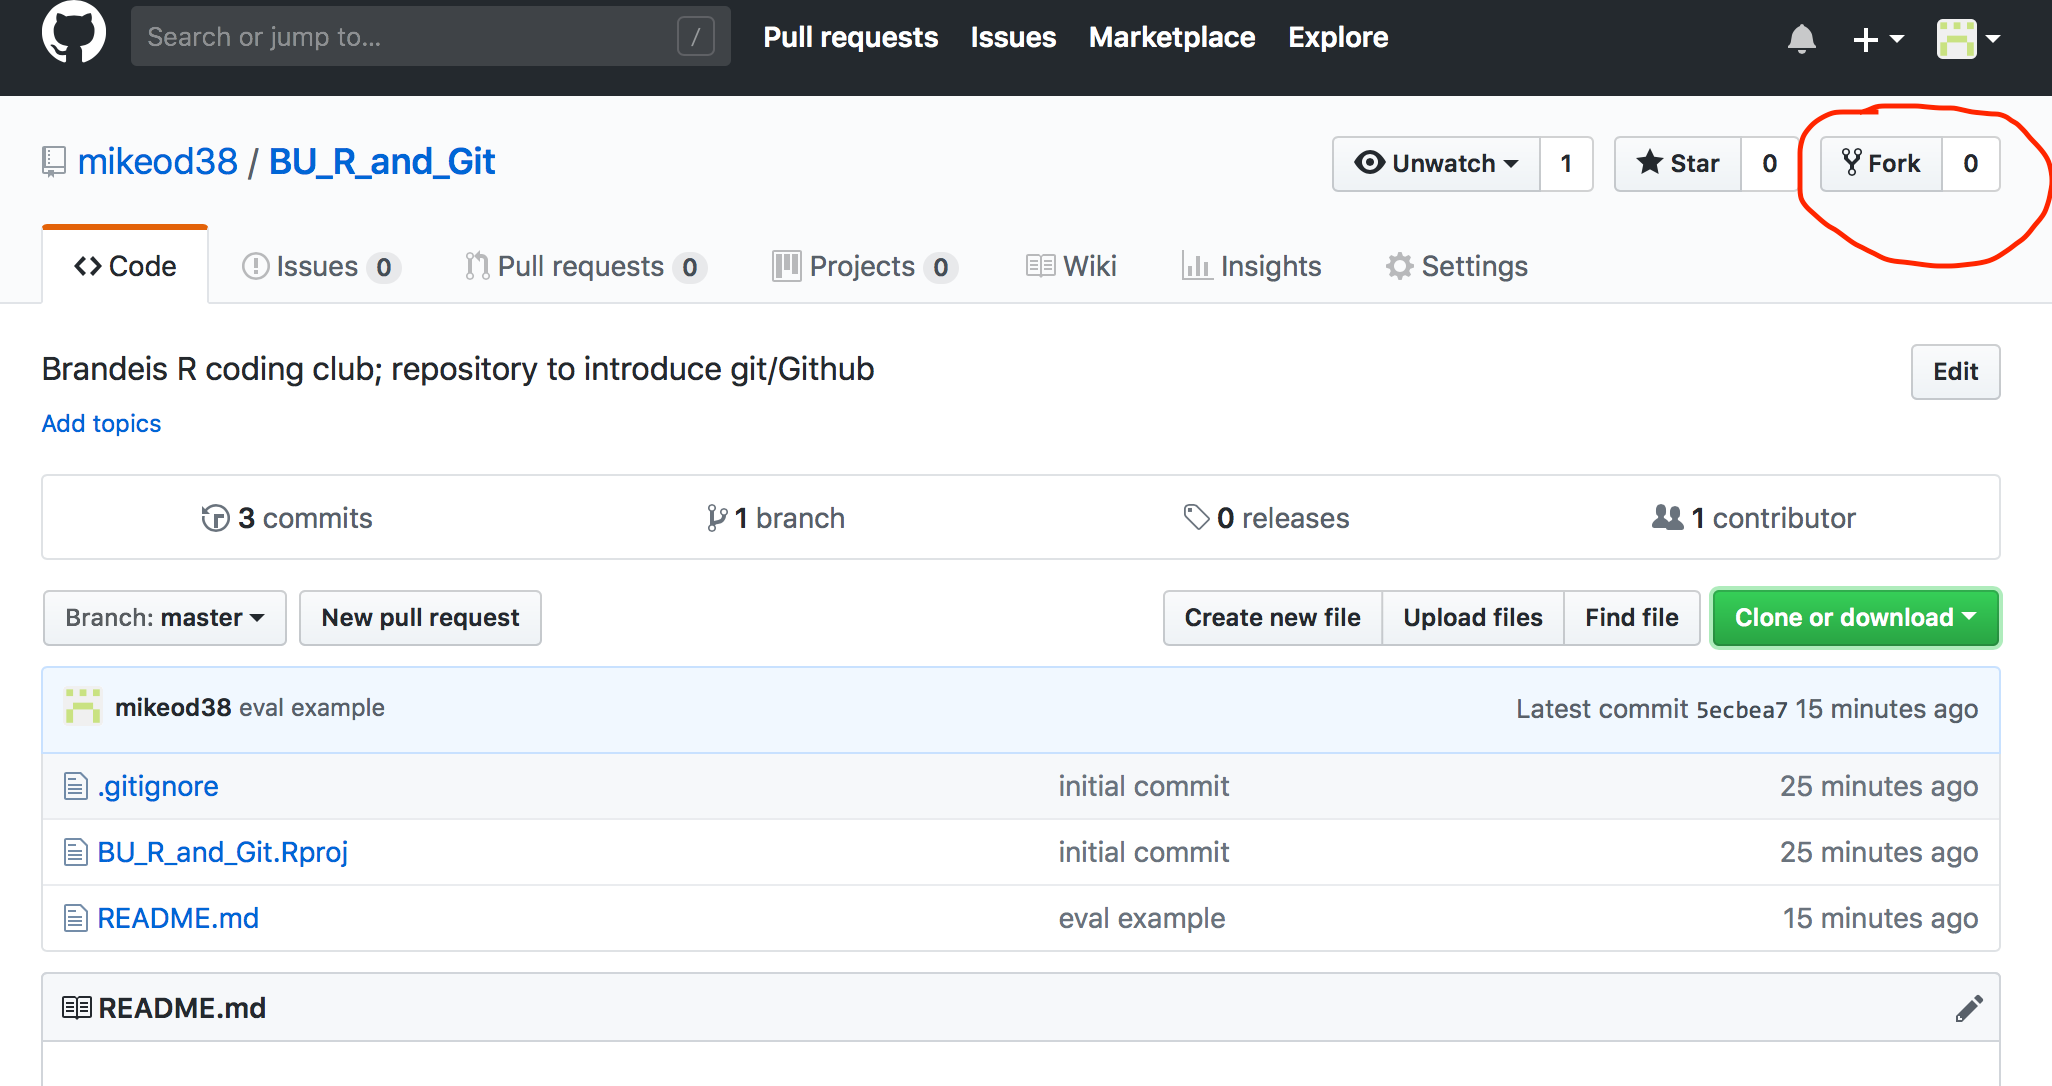 Search or jump to... / Pull requests Issues Marketplace Explore
mikeod38 / BU_R_and_Git Unwatch 1 Star 0 Fork 0
Code Issues 0 Pull requests 0 Projects 0 Wiki Insights Settings
Brandeis R coding club; repository to introduce git/Github Edit
Add topics
3 commits 1 branch 0 releases 1 contributor
Branch: master New pull request Create new file Upload files Find file Clone or download
mikeod38 eval example Latest commit 5ecbea7 15 minutes ago
.gitignore initial commit 25 minutes ago
BU_R_and_Git.Rproj initial commit 25 minutes ago
README.md eval example 15 minutes ago
README.md